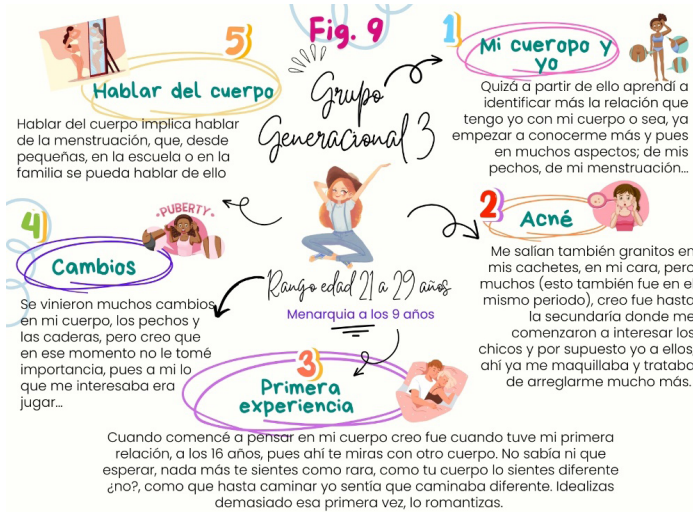 Fig. 9
Grupo
Generacional 3
Rango edad 21 a 29 años
Menarquia a los 9 años
1
Mi cueropo y
yo
Quizá a partir de ello aprendí a
identificar más la relación que
tengo yo con mi cuerpo o sea, ya
empezar a conocerme más y pues
en muchos aspectos; de mis
pechos, de mi menstruación...
2
Acné
Me salían también granitos en
mis cachetes, en mi cara, pero
muchos (esto también fue en el
mismo periodo), creo fue hasta
la secundaría donde me
comenzaron a interesar los
chicos y por supuesto yo a ellos,
ahí ya me maquillaba y trataba
de arreglarme mucho más.
3
Primera
experiencia
Cuando comencé a pensar en mi cuerpo creo fue cuando tuve mi primera
relación, a los 16 años, pues ahí te miras con otro cuerpo. No sabía ni que
esperar, nada más te sientes como rara, como tu cuerpo lo sientes diferente
¿no?, como que hasta caminar yo sentía que caminaba diferente. Idealizas
demasiado esa primera vez, lo romantizas.
4
PUBERTY
Cambios
Se vinieron muchos cambios
en mi cuerpo, los pechos y
las caderas, pero creo que
en ese momento no le tomé
importancia, pues a mi lo
que me interesaba era
jugar...
5
Hablar del cuerpo
Hablar del cuerpo implica hablar
de la menstruación, que, desde
pequeñas, en la escuela o en la
familia se pueda hablar de ello